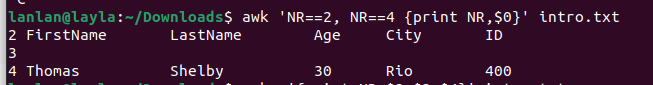 lanlan@layla:~/Downloads$ awk 'NR==2, NR==4 {print NR,$0}' intro.txt
2 FirstName LastName Age City ID
3
4 Thomas Shelby 30 Rio 400